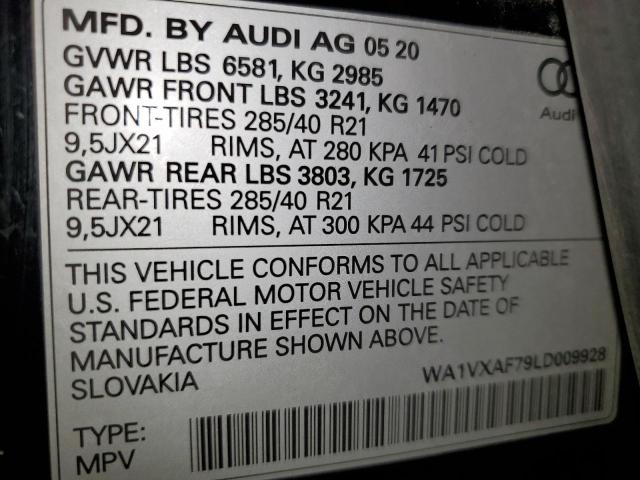 MFD. BY AUDI AG 05 20
GVWR LBS 6581, KG 2985
GAWR FRONT LBS 3241, KG 1470
FRONT-TIRES 285/40 R21
9,5JX21 RIMS, AT 280 KPA 41 PSI COLD
GAWR REAR LBS 3803, KG 1725
REAR-TIRES 285/40 R21
9,5JX21 RIMS, AT 300 KPA 44 PSI COLD
Audi
THIS VEHICLE CONFORMS TO ALL APPLICABLE
U.S. FEDERAL MOTOR VEHICLE SAFETY
STANDARDS IN EFFECT ON THE DATE OF
MANUFACTURE SHOWN ABOVE.
SLOVAKIA
WA1VXAF79LD009928
TYPE:
MPV